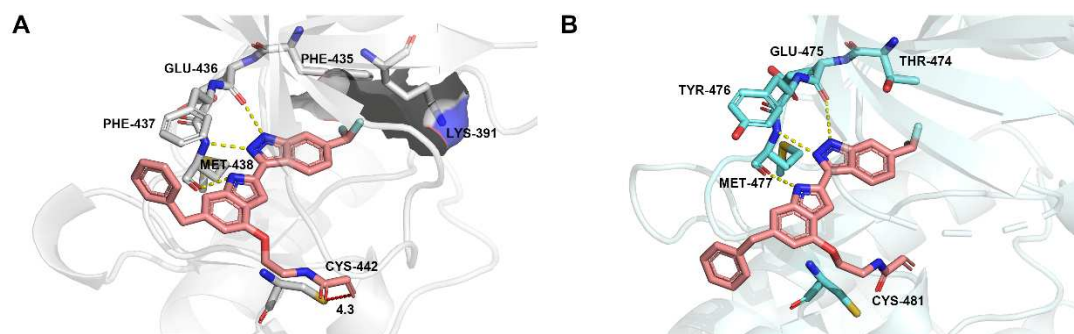 A
PHE-435
GLU-436
PHE-437
LYS-391
MET-438
CYS-442
4.3
B
GLU-475
THR-474
TYR-476
MET-477
CYS-481